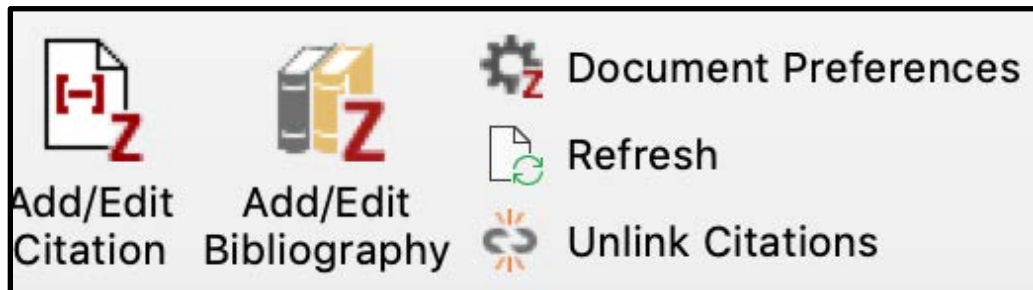 [-]
Z
Add/Edit
Citation
Z
Add/Edit
Bibliography
z
Document Preferences
Refresh
Unlink Citations